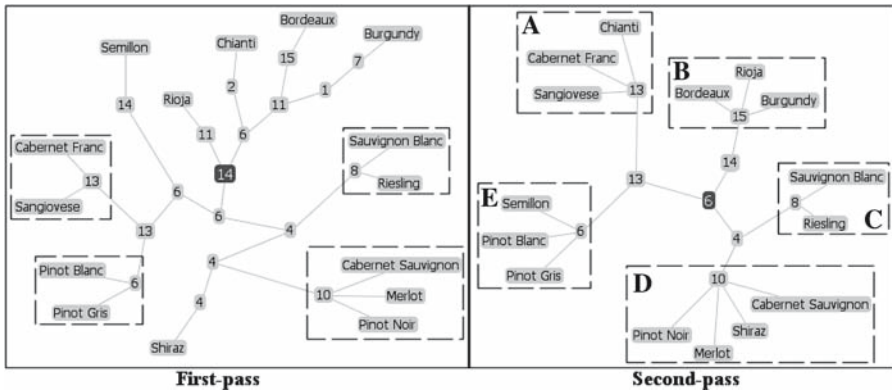 Bordeaux
Burgundy
Chianti
Semillon
15
7
2
1
Rioja
14
11
11
6
Cabernet Franc
Sauvignon Blanc
14
13
8
Riesling
6
Sangiovese
6
4
13
Pinot Blanc
4
Cabernet Sauvignon
6
10
Merlot
Pinot Gris
4
Pinot Noir
Shiraz
First-pass
A
Chianti
B
Rioja
Cabernet Franc
13
Bordeaux
Sangiovese
Burgundy
15
14
13
Sauvignon Blanc
E
Semillon
6
8
C
Riesling
6
4
Pinot Blanc
Pinot Gris
D
10
Cabernet Sauvignon
Pinot Noir
Shiraz
Merlot
Second-pass